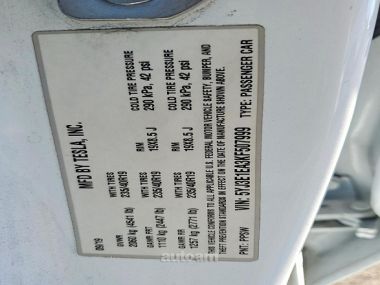 MFD BY TESLA, INC. 09/19
GVWR 2060 kg (4541 lb)
GAWR FRT 1110 kg (2447 lb) WITH TIRES 235/40R19 RIM 19X8.5 J COLD TIRE PRESSURE 290 kPa, 42 psi
GAWR RR 1257 kg (2771 lb) WITH TIRES 235/40R19 RIM 19X8.5 J COLD TIRE PRESSURE 290 kPa, 42 psi
THIS VEHICLE CONFORMS TO ALL APPLICABLE U.S. FEDERAL MOTOR VEHICLE SAFETY, BUMPER, AND
THEFT PREVENTION STANDARDS IN EFFECT ON THE DATE OF MANUFACTURE SHOWN ABOVE.
PNT: PPSW VIN: 5YJ3E1EA2KF507399 TYPE: PASSENGER CAR
autoam